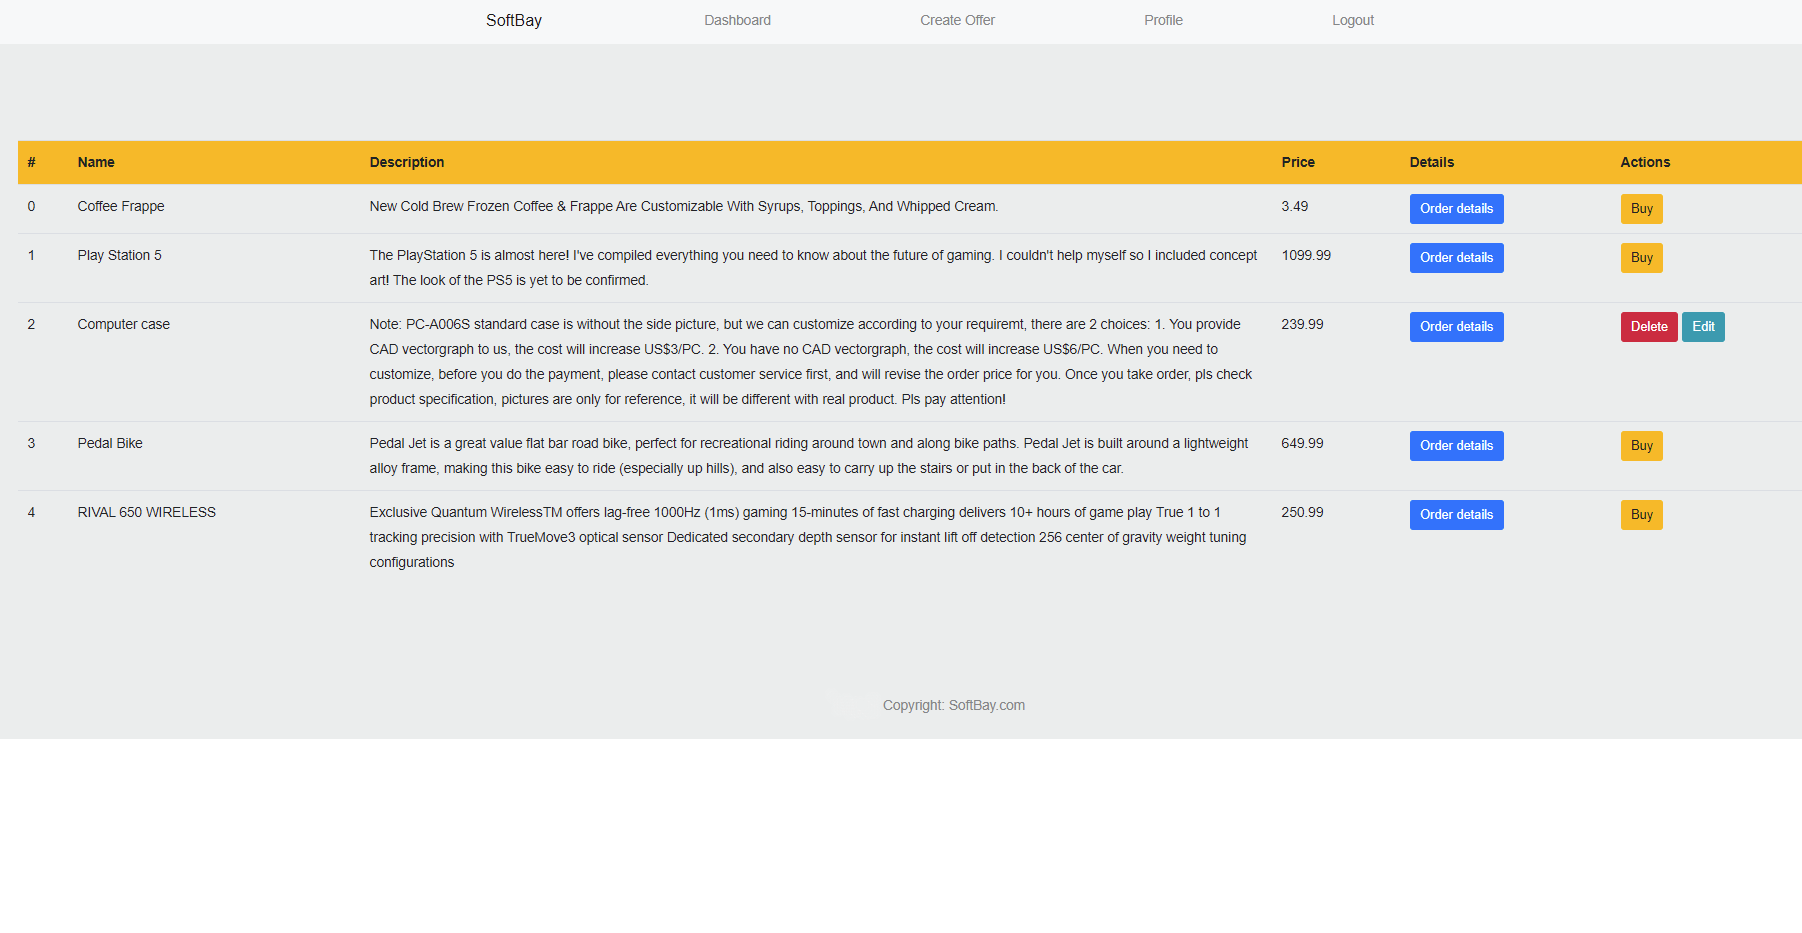 SoftBay Dashboard Create Offer Profile Logout
# Name Description Price Details Actions
0 Coffee Frappe New Cold Brew Frozen Coffee & Frappe Are Customizable With Syrups, Toppings, And Whipped Cream. 3.49 Order details Buy
1 Play Station 5 The PlayStation 5 is almost here! I've compiled everything you need to know about the future of gaming. I couldn't help myself so I included concept 1099.99 Order details Buy
art! The look of the PS5 is yet to be confirmed.
2 Computer case Note: PC-A006S standard case is without the side picture, but we can customize according to your requiremt, there are 2 choices: 1. You provide 239.99 Order details Delete Edit
CAD vectorgraph to us, the cost will increase US$3/PC. 2. You have no CAD vectorgraph, the cost will increase US$6/PC. When you need to
customize, before you do the payment, please contact customer service first, and will revise the order price for you. Once you take order, pls check
product specification, pictures are only for reference, it will be different with real product. Pls pay attention!
3 Pedal Bike Pedal Jet is a great value flat bar road bike, perfect for recreational riding around town and along bike paths. Pedal Jet is built around a lightweight 649.99 Order details Buy
alloy frame, making this bike easy to ride (especially up hills), and also easy to carry up the stairs or put in the back of the car.
4 RIVAL 650 WIRELESS Exclusive Quantum WirelessTM offers lag-free 1000Hz (1ms) gaming 15-minutes of fast charging delivers 10+ hours of game play True 1 to 1 250.99 Order details Buy
tracking precision with TrueMove3 optical sensor Dedicated secondary depth sensor for instant lift off detection 256 center of gravity weight tuning
configurations
Copyright: SoftBay.com